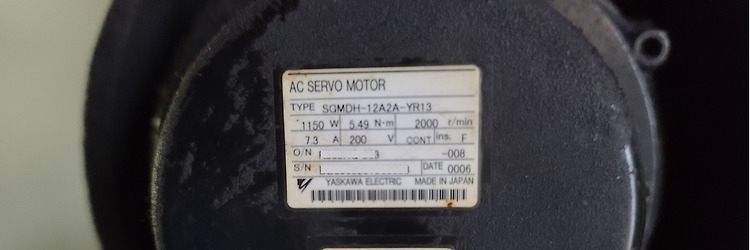 AC SERVO MOTOR
TYPE SGMDH-12A2A-YR13
1150 W 5.49 N-m 2000 r/min
7.3 A 200 V CONT. ins. F
O/N -008
S/N DATE 0006
YASKAWA ELECTRIC MADE IN JAPAN